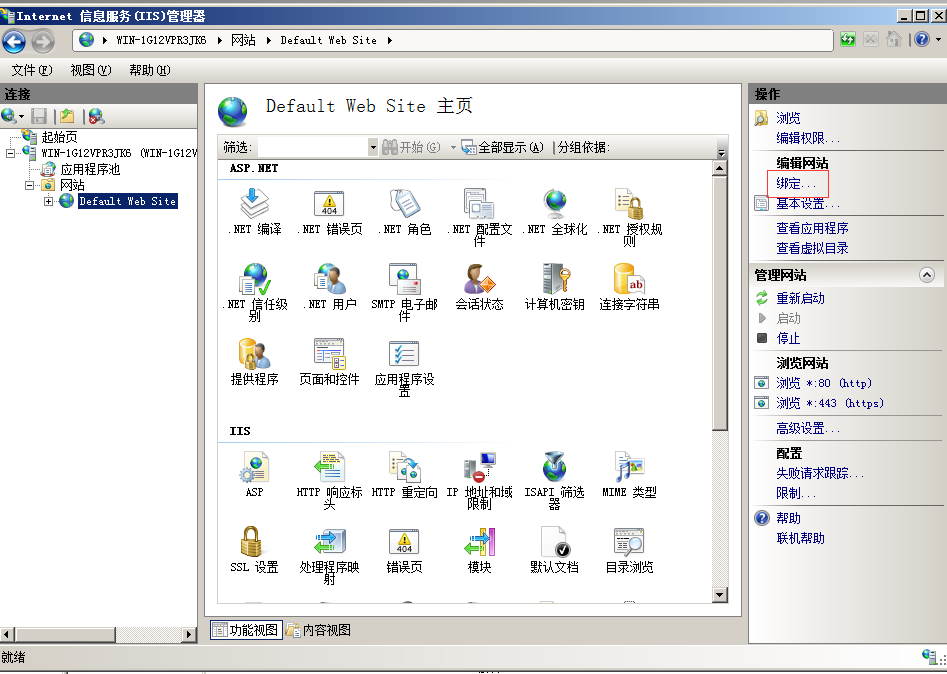 Internet 信息服务(IIS)管理器
WIN-1G12VPR3JK6 网站 Default Web Site
文件(F) 视图(V) 帮助(H)
连接
起始页
WIN-1G12VPR3JK6 (WIN-1G12V
应用程序池
网站
Default Web Site
Default Web Site 主页
筛选: 开始(G) 全部显示(A) 分组依据:
ASP.NET
.NET 编译 .NET 错误页 .NET 角色 .NET 配置文件 .NET 全球化 .NET 授权规则
.NET 信任级别 .NET 用户 SMTP 电子邮件 会话状态 计算机密钥 连接字符串
提供程序 页面和控件 应用程序设置
IIS
ASP HTTP 响应标头 HTTP 重定向 IP 地址和域限制 ISAPI 筛选器 MIME 类型
SSL 设置 处理程序映射 错误页 模块 默认文档 目录浏览
功能视图 内容视图
操作
浏览
编辑权限...
编辑网站
绑定...
基本设置...
查看应用程序
查看虚拟目录
管理网站
重新启动
启动
停止
浏览网站
浏览 *:80 (http)
浏览 *:443 (https)
高级设置...
配置
失败请求跟踪...
限制...
帮助
联机帮助
就绪